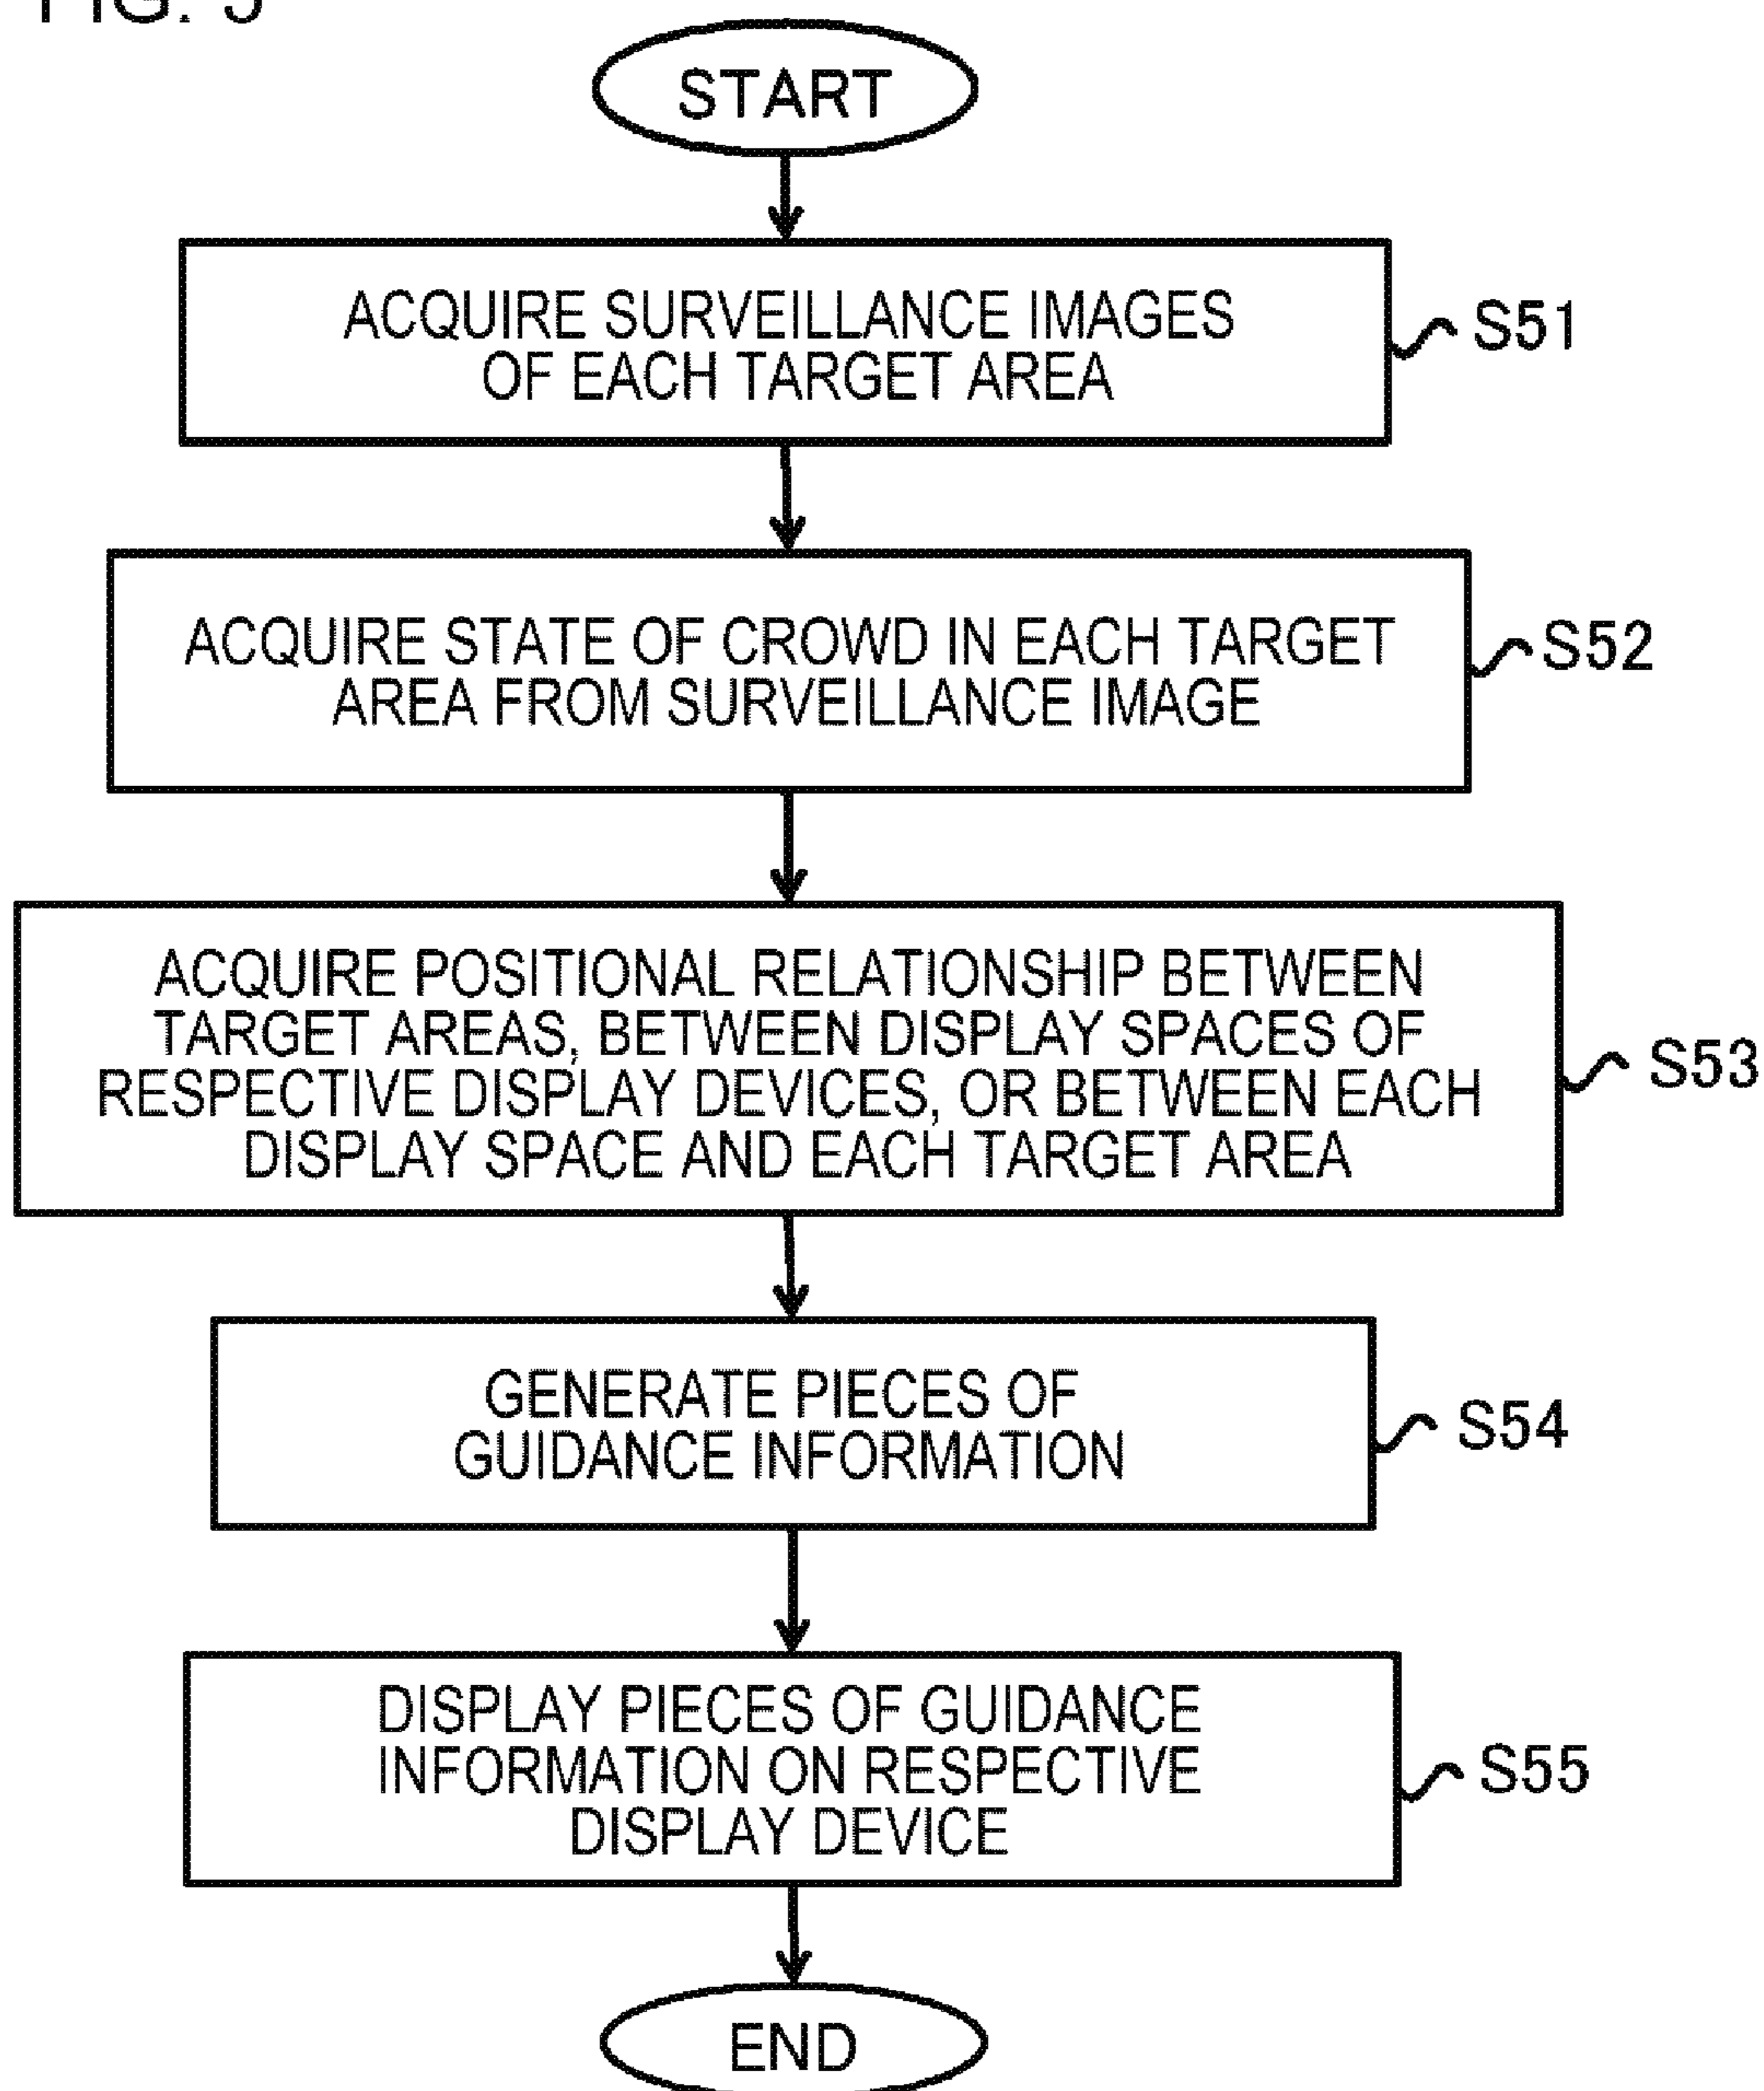 FIG. 5
START
ACQUIRE SURVEILLANCE IMAGES
OF EACH TARGET AREA
S51
ACQUIRE STATE OF CROWD IN EACH TARGET
AREA FROM SURVEILLANCE IMAGE
S52
ACQUIRE POSITIONAL RELATIONSHIP BETWEEN
TARGET AREAS, BETWEEN DISPLAY SPACES OF
RESPECTIVE DISPLAY DEVICES, OR BETWEEN EACH
DISPLAY SPACE AND EACH TARGET AREA
S53
GENERATE PIECES OF
GUIDANCE INFORMATION
S54
DISPLAY PIECES OF GUIDANCE
INFORMATION ON RESPECTIVE
DISPLAY DEVICE
S55
END